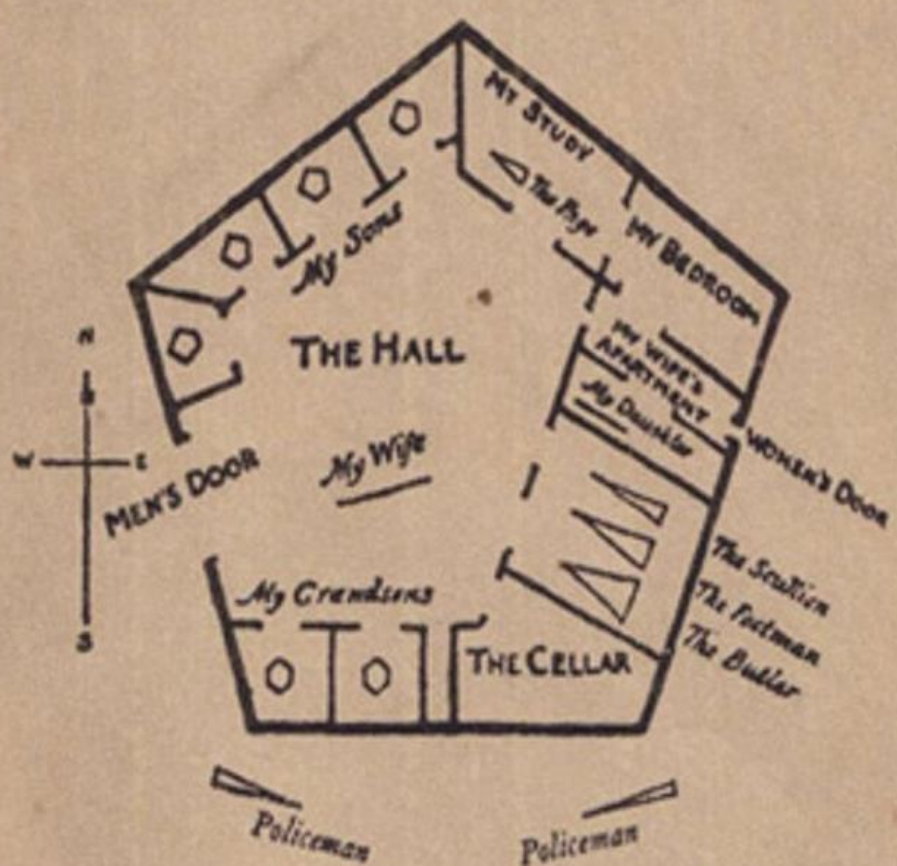 MY STUDY
The Page
MY BEDROOM
My Sons
THE HALL
N
W E
S
MY WIFE'S
APARTMENT
My Daughter
My Wife
MEN'S DOOR
WOMEN'S DOOR
The Scullion
The Footman
The Butler
My Grandsons
THE CELLAR
Policeman
Policeman